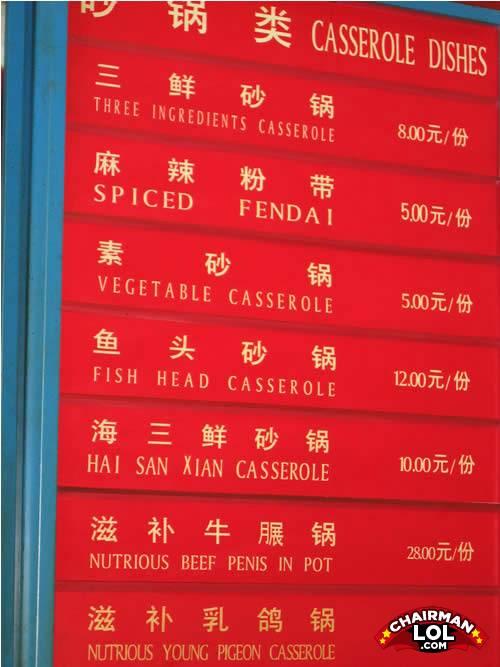 砂锅类 CASSEROLE DISHES
三鲜砂锅
THREE INGREDIENTS CASSEROLE 8.00元/份
麻辣粉带
SPICED FENDAI 5.00元/份
素砂锅
VEGETABLE CASSEROLE 5.00元/份
鱼头砂锅
FISH HEAD CASSEROLE 12.00元/份
海三鲜砂锅
HAI SAN XIAN CASSEROLE 10.00元/份
滋补牛腪锅
NUTRIOUS BEEF PENIS IN POT 28.00元/份
滋补乳鸽锅
NUTRJOUS YOUNG PIGEON CASSEROLE
CHAIRMAN
LOL
.COM